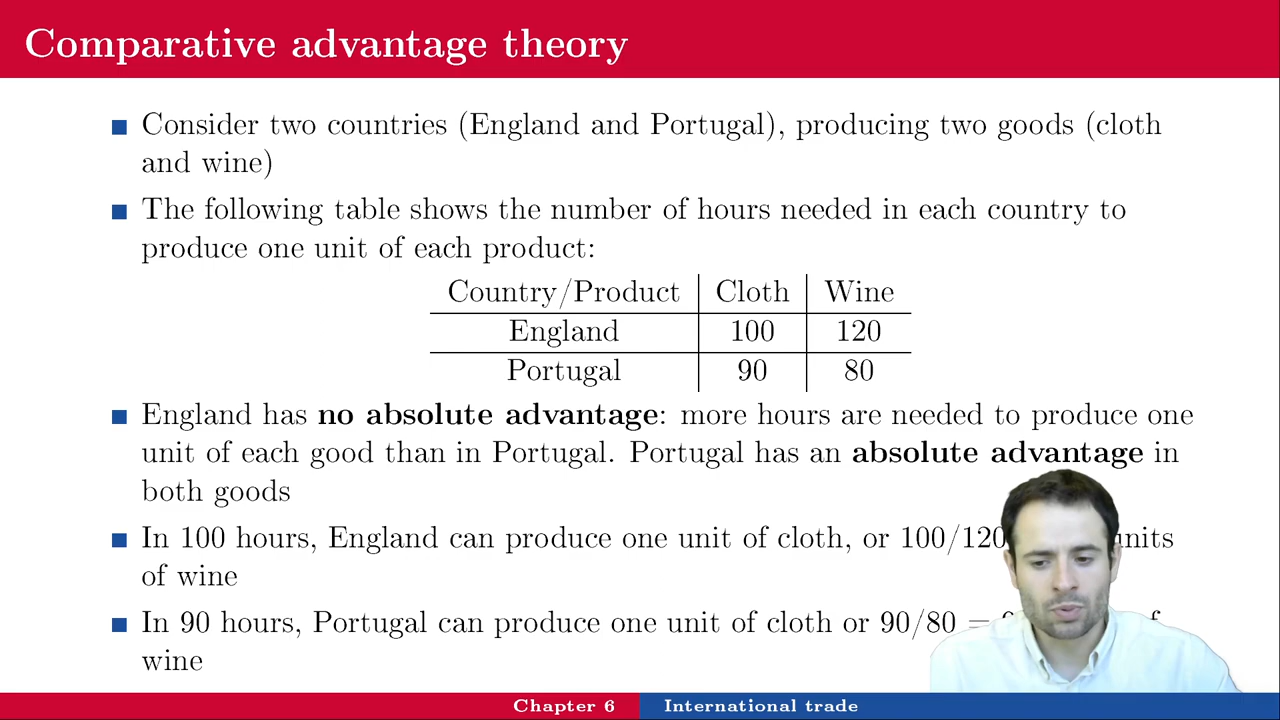 Comparative advantage theory
Consider two countries (England and Portugal), producing two goods (cloth
and wine)
The following table shows the number of hours needed in each country to
produce one unit of each product:
Country/Product Cloth Wine
England 100 120
Portugal 90 80
England has no absolute advantage: more hours are needed to produce one
unit of each good than in Portugal. Portugal has an absolute advantage in
both goods
In 100 hours, England can produce one unit of cloth, or 100/120 units
of wine
In 90 hours, Portugal can produce one unit of cloth or 90/80 =
wine
Chapter 6 International trade